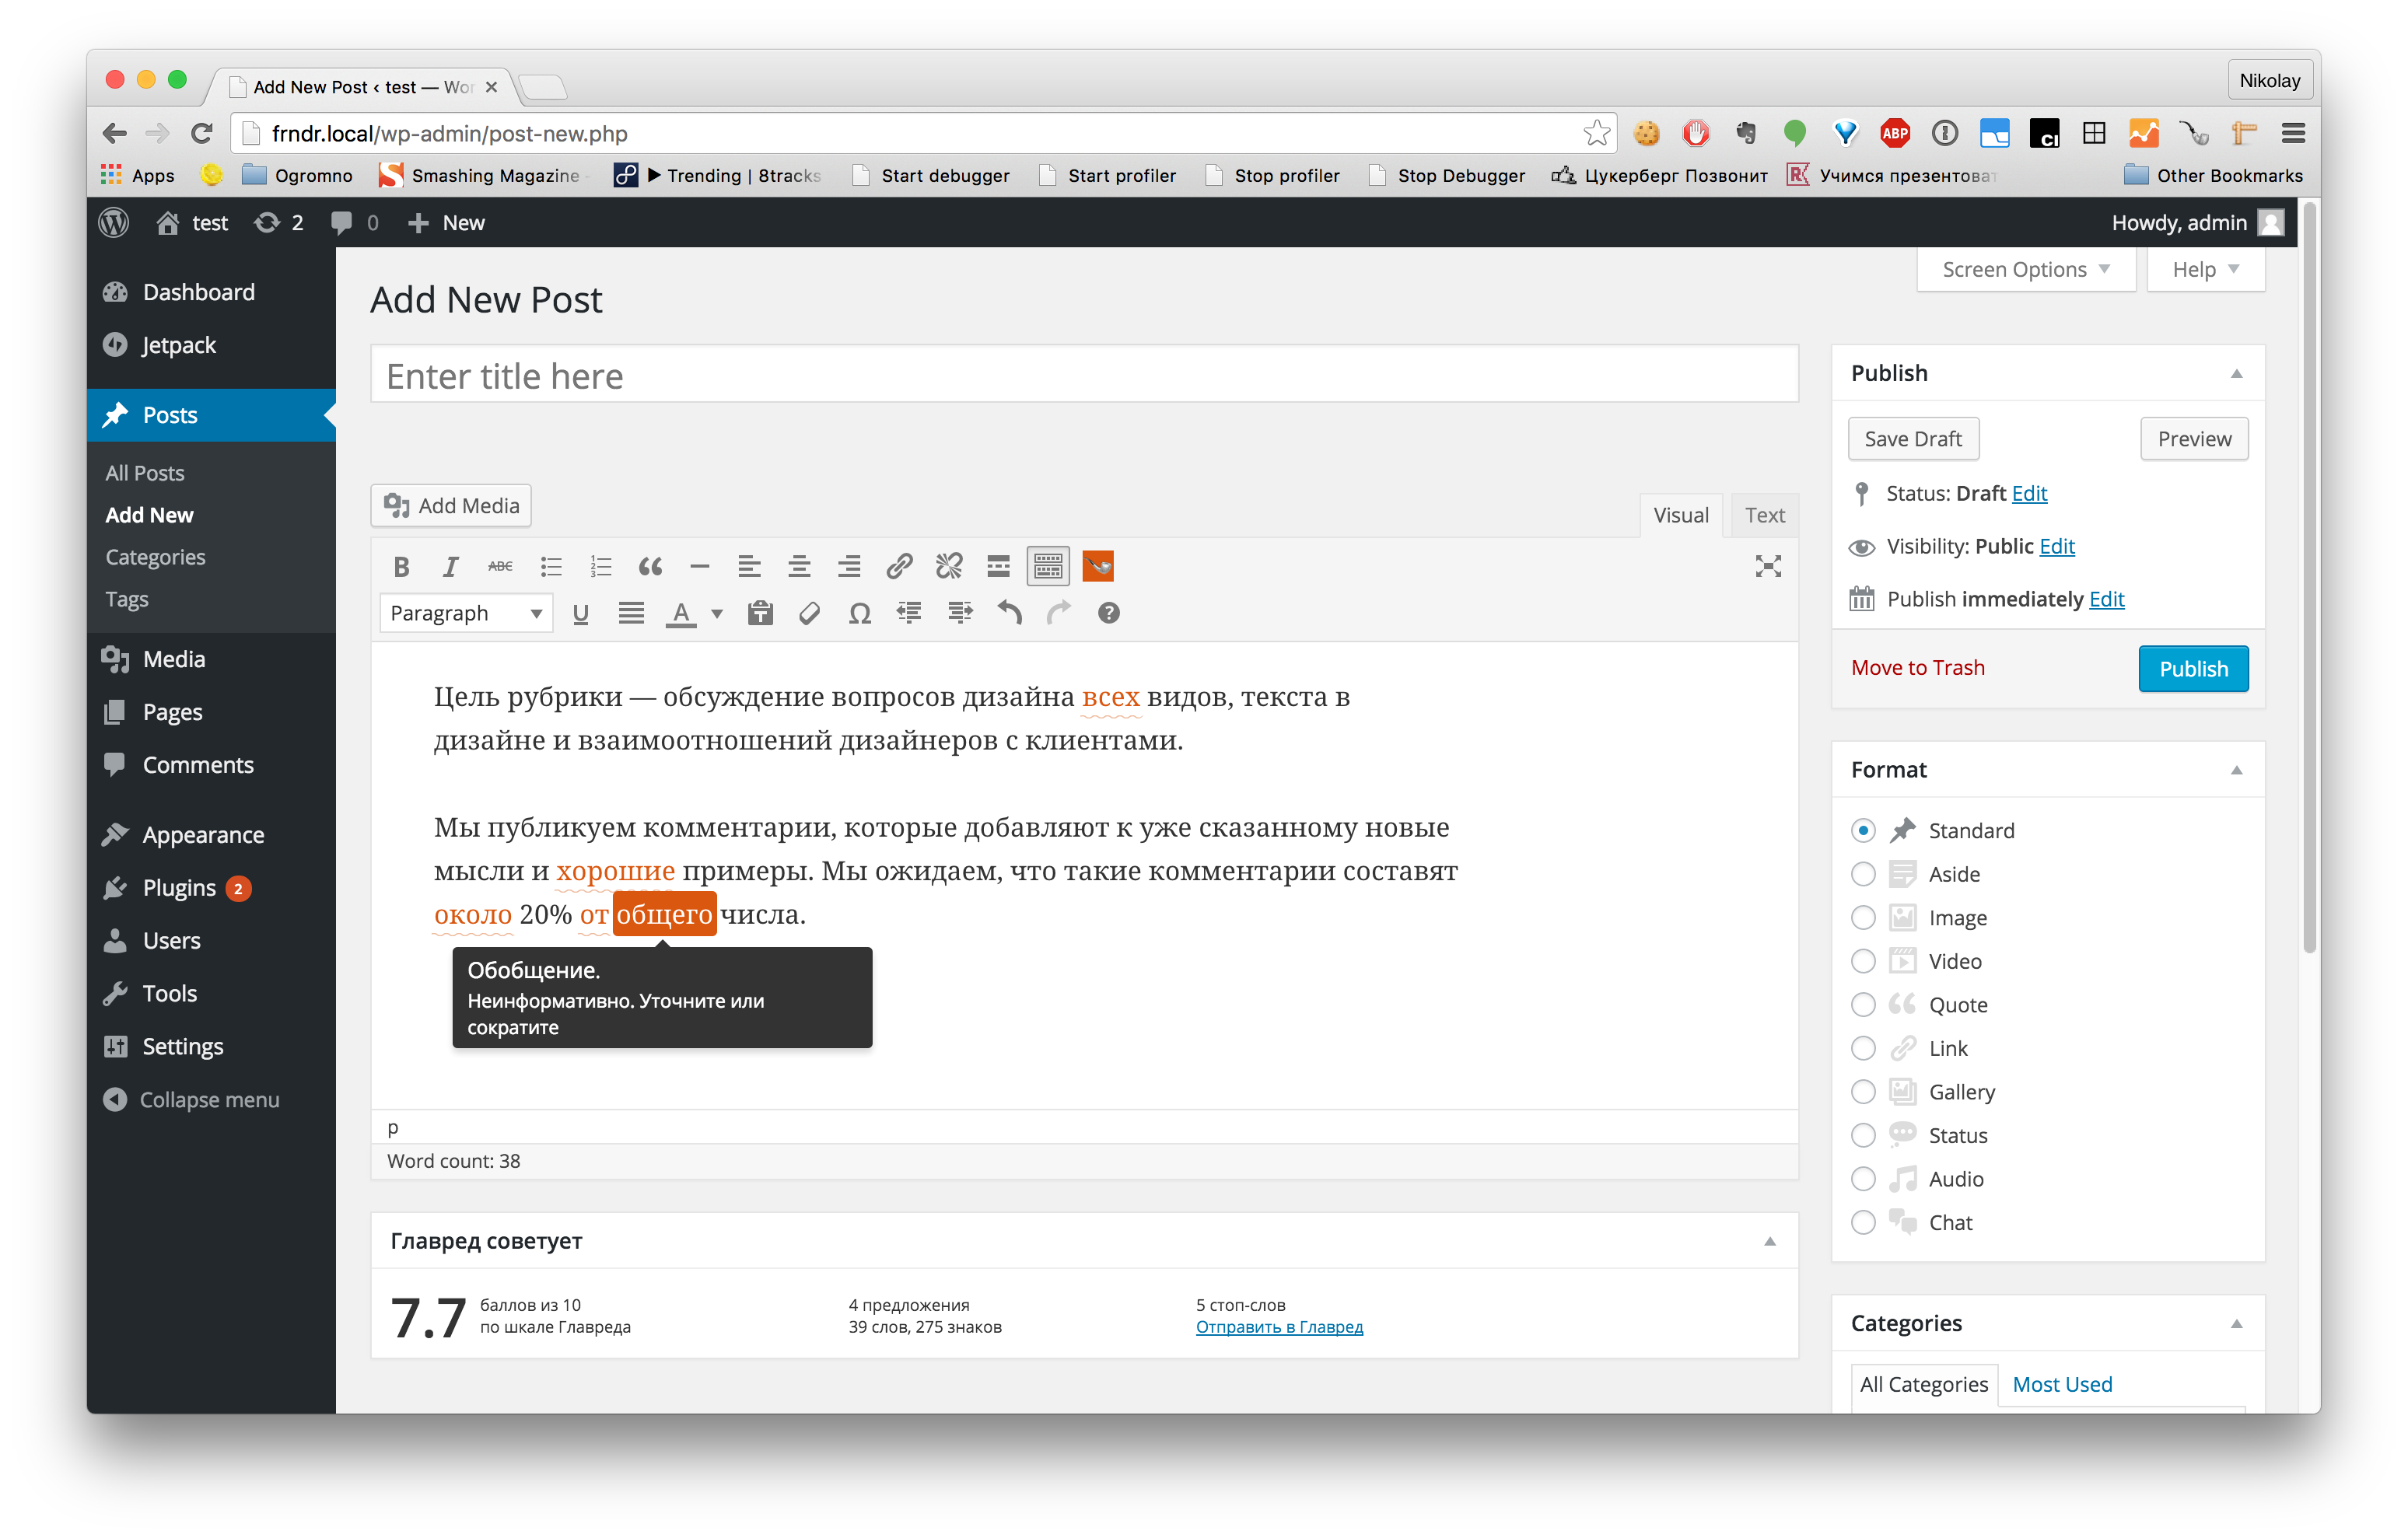 Add New Post ‹ test — Wor
Nikolay
frndr.local/wp-admin/post-new.php
ABP
Apps
Ogromno
Smashing Magazine
▶ Trending | 8tracks
Start debugger
Start profiler
Stop profiler
Stop Debugger
Цукерберг Позвонит
Учимся презентоват
Other Bookmarks
test
2
0
New
Howdy, admin
Screen Options
Help
Dashboard
Jetpack
Posts
All Posts
Add New
Categories
Tags
Media
Pages
Comments
Appearance
Plugins 2
Users
Tools
Settings
Collapse menu
Add New Post
Enter title here
Add Media
Visual
Text
B I ABC
Paragraph
U
A
Ω
Цель рубрики — обсуждение вопросов дизайна всех видов, текста в
дизайне и взаимоотношений дизайнеров с клиентами.
Мы публикуем комментарии, которые добавляют к уже сказанному новые
мысли и хорошие примеры. Мы ожидаем, что такие комментарии составят
около 20% от общего числа.
Обобщение.
Неинформативно. Уточните или
сократите
p
Word count: 38
Главред советует
7.7
баллов из 10
по шкале Главреда
4 предложения
39 слов, 275 знаков
5 стоп-слов
Отправить в Главред
Publish
Save Draft
Preview
Status: Draft Edit
Visibility: Public Edit
Publish immediately Edit
Move to Trash
Publish
Format
Standard
Aside
Image
Video
Quote
Link
Gallery
Status
Audio
Chat
Categories
All Categories
Most Used